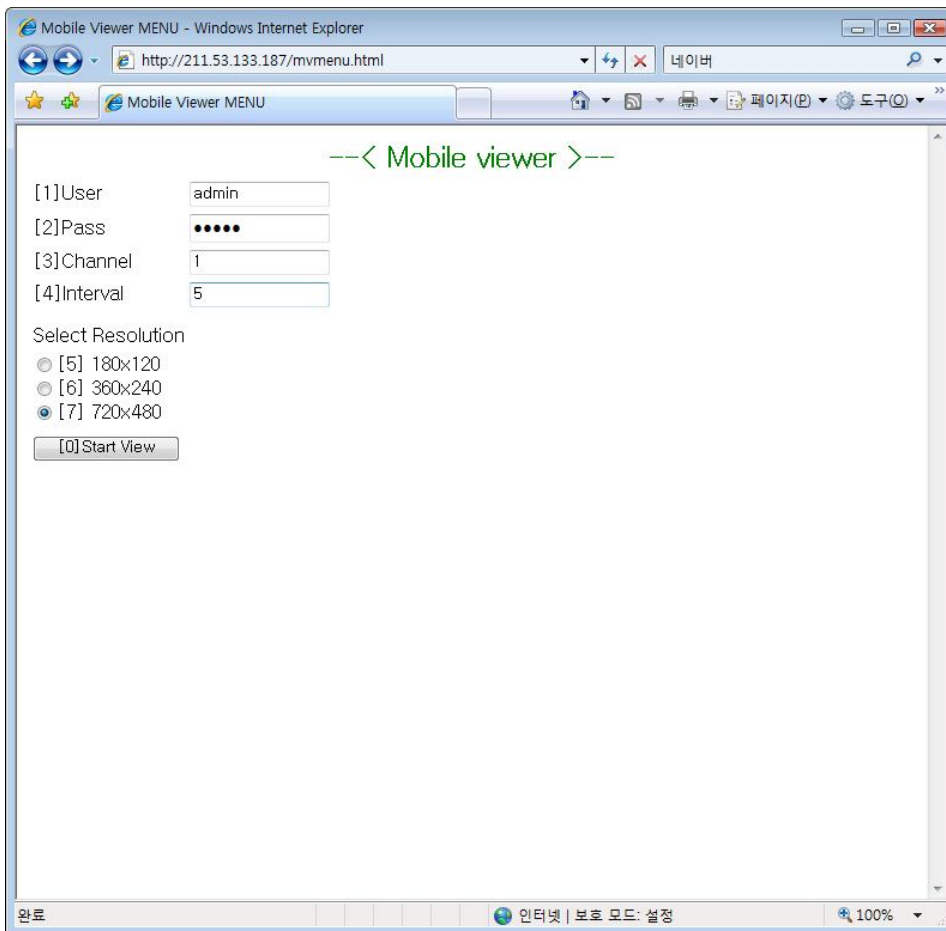 Mobile Viewer MENU - Windows Internet Explorer
http://211.53.133.187/mvmenu.html 네이버
Mobile Viewer MENU 페이지(P) 도구(O) »
--< Mobile viewer >--
[1]User admin
[2]Pass •••••
[3]Channel 1
[4]Interval 5
Select Resolution
[5] 180x120
[6] 360x240
[7] 720x480
[0]Start View
완료 인터넷 | 보호 모드: 설정 100%